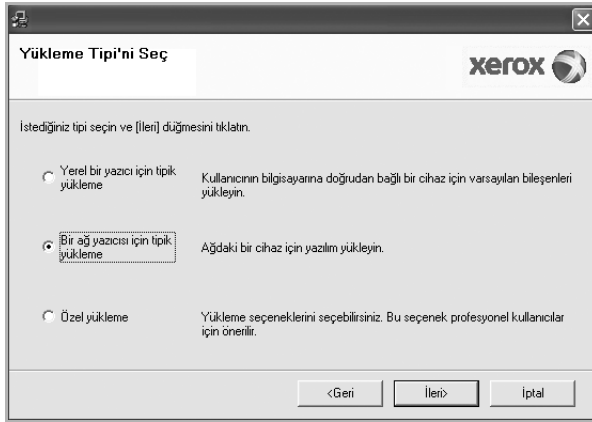 Yükleme Tipi'ni Seç
xerox
İstediğiniz tipi seçin ve [İleri] düğmesini tıklatın.
Yerel bir yazıcı için tipik
yükleme
Kullanıcının bilgisayarına doğrudan bağlı bir cihaz için varsayılan bileşenleri
yükleyin.
Bir ağ yazıcısı için tipik
yükleme
Ağdaki bir cihaz için yazılım yükleyin.
Özel yükleme
Yükleme seçeneklerini seçebilirsiniz. Bu seçenek profesyonel kullanıcılar
için önerilir.
<Geri
İleri>
İptal